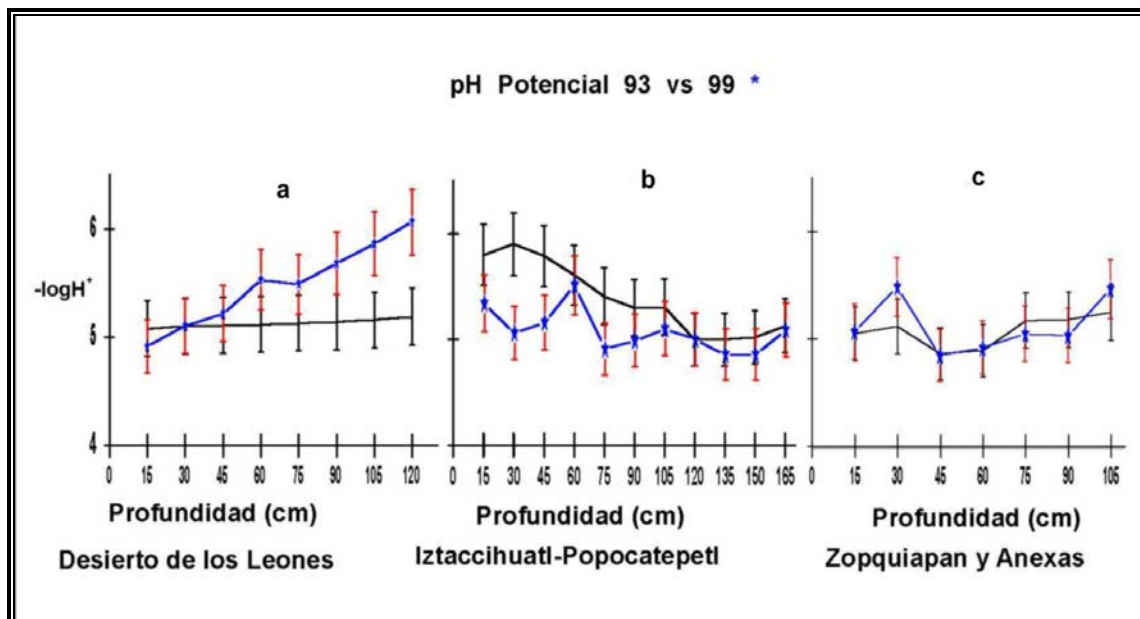 pH Potencial 93 vs 99 *
a
b
c
6
5
4
-logH+
0 15 30 45 60 75 90 105 120
0 15 30 45 60 75 90 105 120 135 150 165
0 15 30 45 60 75 90 105
Profundidad (cm)
Profundidad (cm)
Profundidad (cm)
Desierto de los Leones
Iztaccihuatl-Popocatepetl
Zopquiapan y Anexas